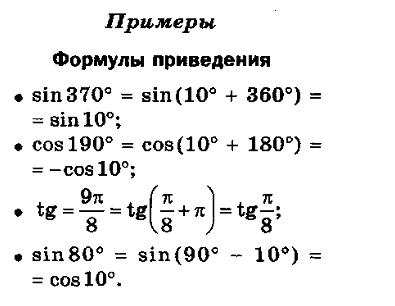 Примеры
Формулы приведения
• sin 370° = sin (10° + 360°) =
= sin 10°;
• cos 190° = cos (10° + 180°) =
= −cos 10°;
• tg = 9π/8 = tg(π/8 + π) = tg π/8;
• sin 80° = sin (90° − 10°) =
= cos 10°.